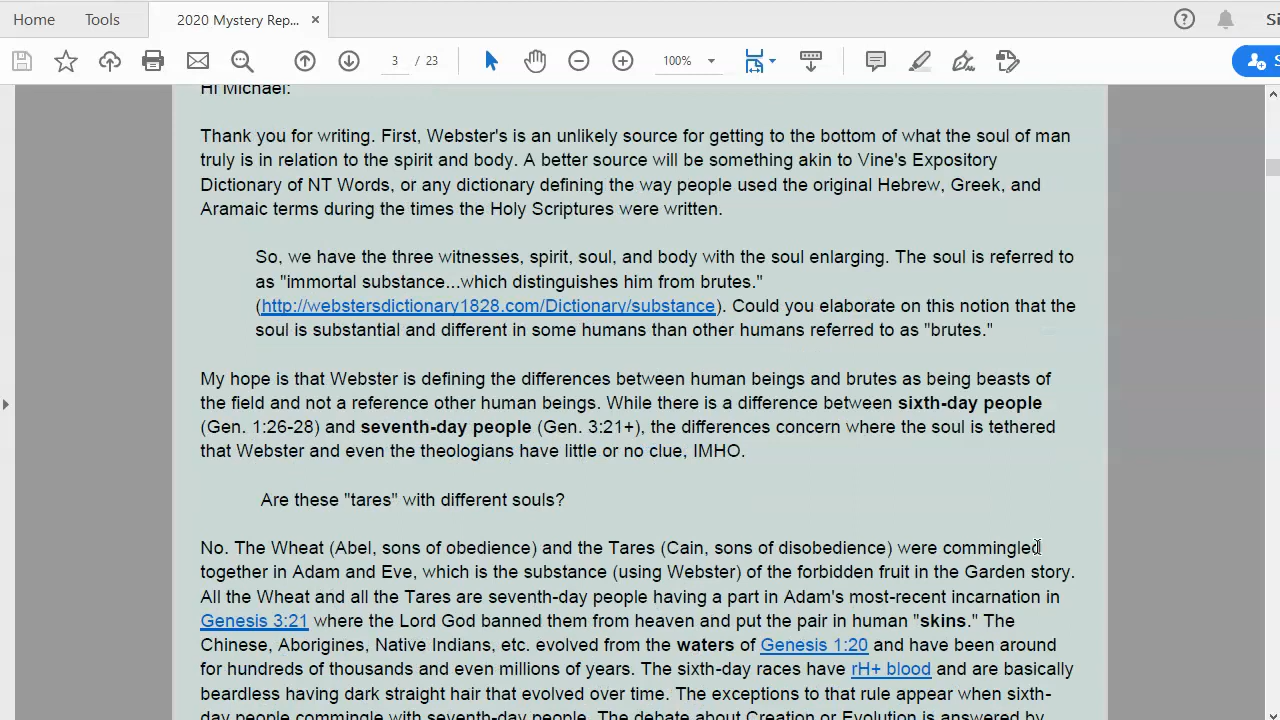 Home Tools 2020 Mystery Rep... × Si
3 / 23 100% S
Hi Michael:
Thank you for writing. First, Webster's is an unlikely source for getting to the bottom of what the soul of man
truly is in relation to the spirit and body. A better source will be something akin to Vine's Expository
Dictionary of NT Words, or any dictionary defining the way people used the original Hebrew, Greek, and
Aramaic terms during the times the Holy Scriptures were written.
So, we have the three witnesses, spirit, soul, and body with the soul enlarging. The soul is referred to
as "immortal substance...which distinguishes him from brutes."
(http://webstersdictionary1828.com/Dictionary/substance). Could you elaborate on this notion that the
soul is substantial and different in some humans than other humans referred to as "brutes."
My hope is that Webster is defining the differences between human beings and brutes as being beasts of
the field and not a reference other human beings. While there is a difference between sixth-day people
(Gen. 1:26-28) and seventh-day people (Gen. 3:21+), the differences concern where the soul is tethered
that Webster and even the theologians have little or no clue, IMHO.
Are these "tares" with different souls?
No. The Wheat (Abel, sons of obedience) and the Tares (Cain, sons of disobedience) were commingled
together in Adam and Eve, which is the substance (using Webster) of the forbidden fruit in the Garden story.
All the Wheat and all the Tares are seventh-day people having a part in Adam's most-recent incarnation in
Genesis 3:21 where the Lord God banned them from heaven and put the pair in human "skins." The
Chinese, Aborigines, Native Indians, etc. evolved from the waters of Genesis 1:20 and have been around
for hundreds of thousands and even millions of years. The sixth-day races have rH+ blood and are basically
beardless having dark straight hair that evolved over time. The exceptions to that rule appear when sixth-
day people commingle with seventh-day people. The debate about Creation or Evolution is answered by